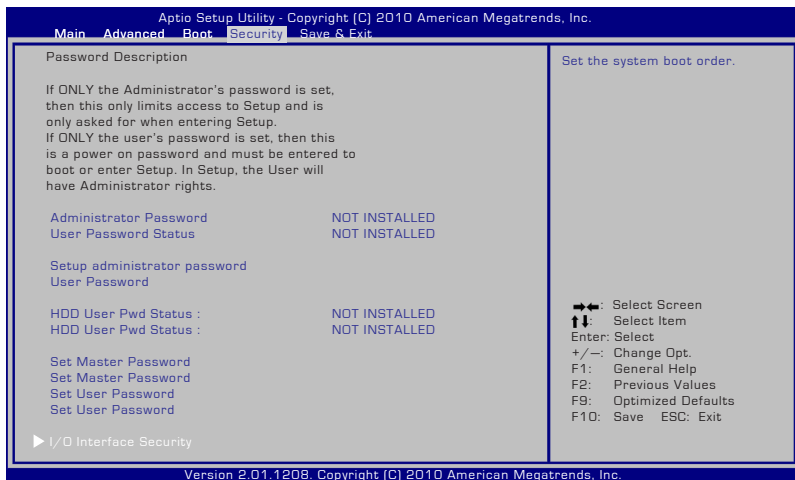 Aptio Setup Utility - Copyright (C) 2010 American Megatrends, Inc.
Main Advanced Boot Security Save & Exit
Password Description
If ONLY the Administrator's password is set,
then this only limits access to Setup and is
only asked for when entering Setup.
If ONLY the user's password is set, then this
is a power on password and must be entered to
boot or enter Setup. In Setup, the User will
have Administrator rights.
Administrator Password NOT INSTALLED
User Password Status NOT INSTALLED
Setup administrator password
User Password
HDD User Pwd Status : NOT INSTALLED
HDD User Pwd Status : NOT INSTALLED
Set Master Password
Set Master Password
Set User Password
Set User Password
I/O Interface Security
Set the system boot order.
→←: Select Screen
↑↓: Select Item
Enter: Select
+/—: Change Opt.
F1: General Help
F2: Previous Values
F9: Optimized Defaults
F10: Save ESC: Exit
Version 2.01.1208. Copyright (C) 2010 American Megatrends, Inc.